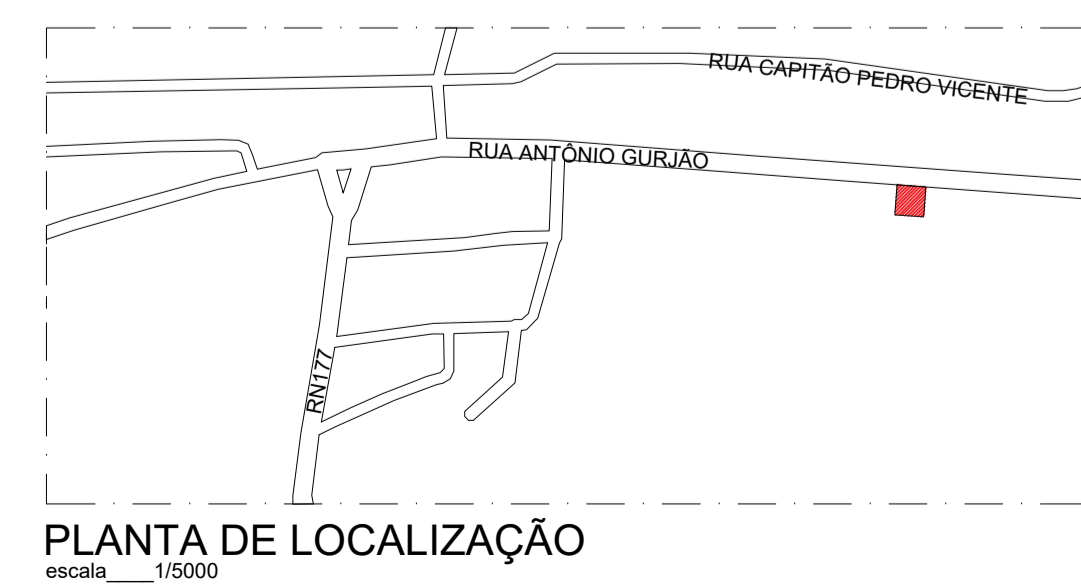 RUA CAPITÃO PEDRO VICENTE
RUA ANTÔNIO GURJÃO
RN177
PLANTA DE LOCALIZAÇÃO
escala____1/5000